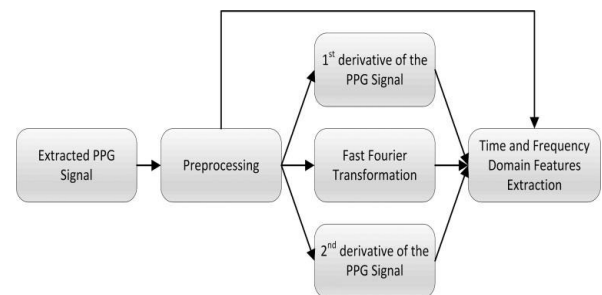 1st derivative of the
PPG Signal
Extracted PPG
Signal
Preprocessing
Fast Fourier
Transformation
Time and Frequency
Domain Features
Extraction
2nd derivative of the
PPG Signal